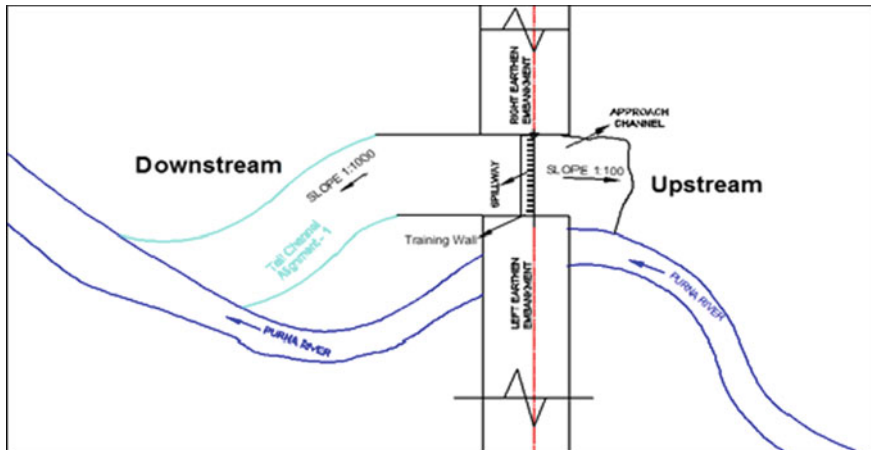 RIGHT EARTHEN
EMBANKMENT
APPROACH
CHANNEL
Downstream
SLOPE 1:1000
SPILLWAY
SLOPE 1:100
Upstream
Tail Channel
Alignment - 1
Training Wall
LEFT EARTHEN
EMBANKMENT
PURNA RIVER
PURNA RIVER